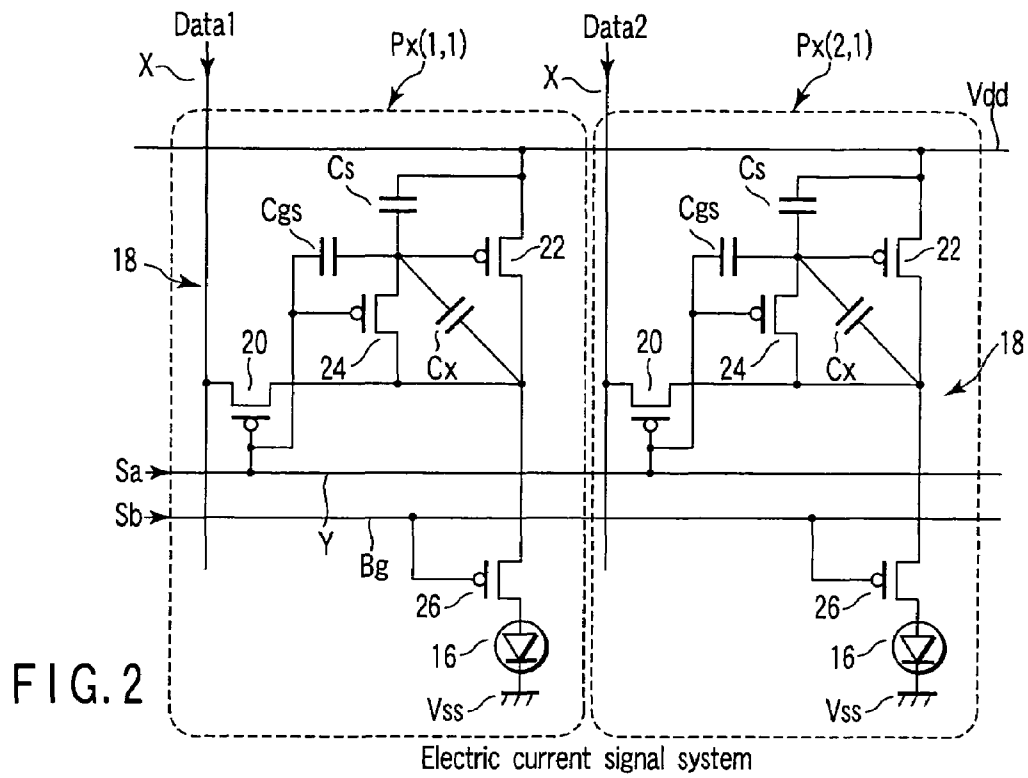 Data1
Data2
Px(1,1)
Px(2,1)
X
X
Vdd
Cs
Cs
Cgs
Cgs
22
22
18
20
24
Cx
20
24
Cx
18
Sa
Sb
Y
Bg
26
26
16
16
Vss
Vss
FIG. 2
Electric current signal system